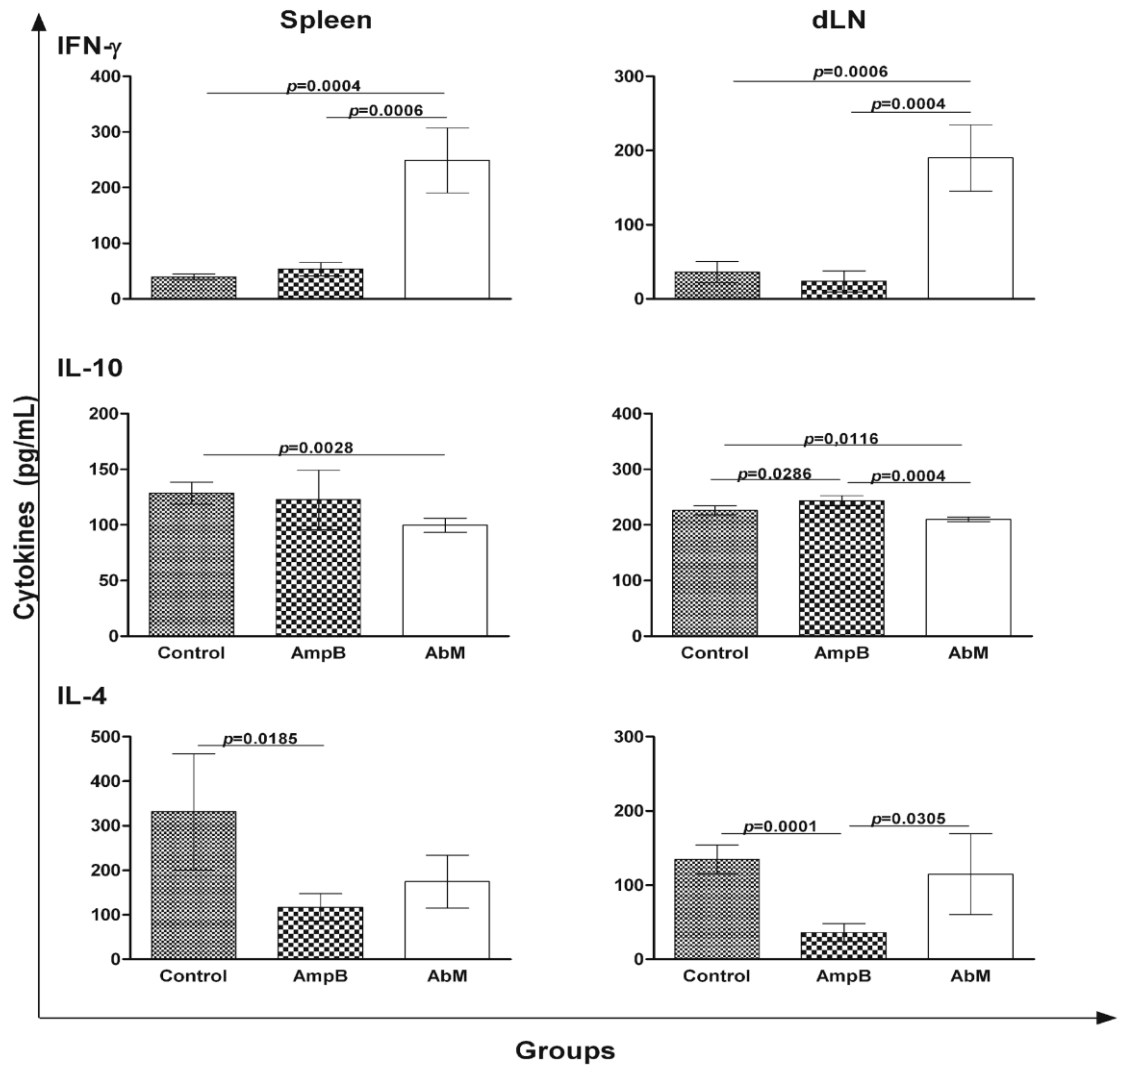 Spleen dLN
IFN-γ
400
300
200
100
0
p=0.0004
p=0.0006
300
200
100
0
p=0.0006
p=0.0004
IL-10
200
150
100
50
0
p=0.0028
Control AmpB AbM
400
300
200
100
0
p=0,0116
p=0.0286 p=0.0004
Control AmpB AbM
IL-4
500
400
300
200
100
0
p=0.0185
Control AmpB AbM
300
200
100
0
p=0.0001 p=0.0305
Control AmpB AbM
Cytokines (pg/mL)
Groups